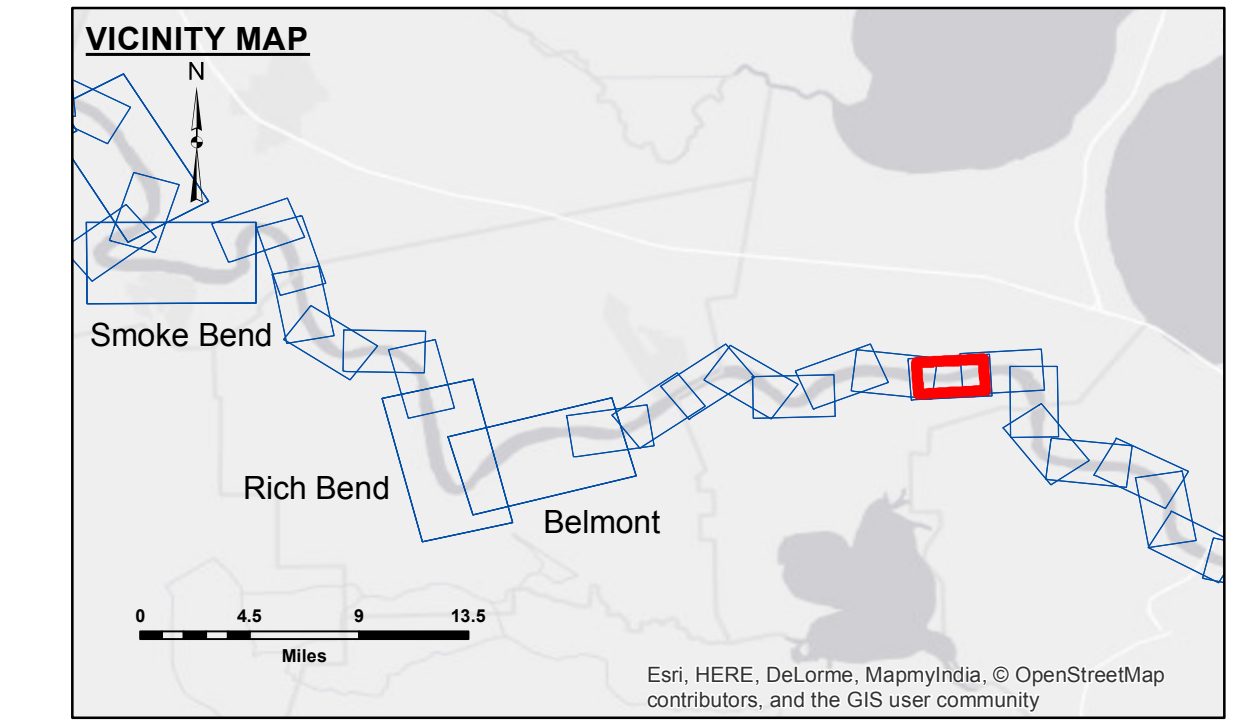 VICINITY MAP
N
Smoke Bend
Rich Bend
Belmont
0 4.5 9 13.5
Miles
Esri, HERE, DeLorme, MapmyIndia, © OpenStreetMap
contributors, and the GIS user community